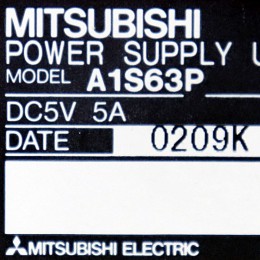 MITSUBISHI
POWER SUPPLY U
MODEL A1S63P
DC5V 5A
DATE 0209K
MITSUBISHI ELECTRIC